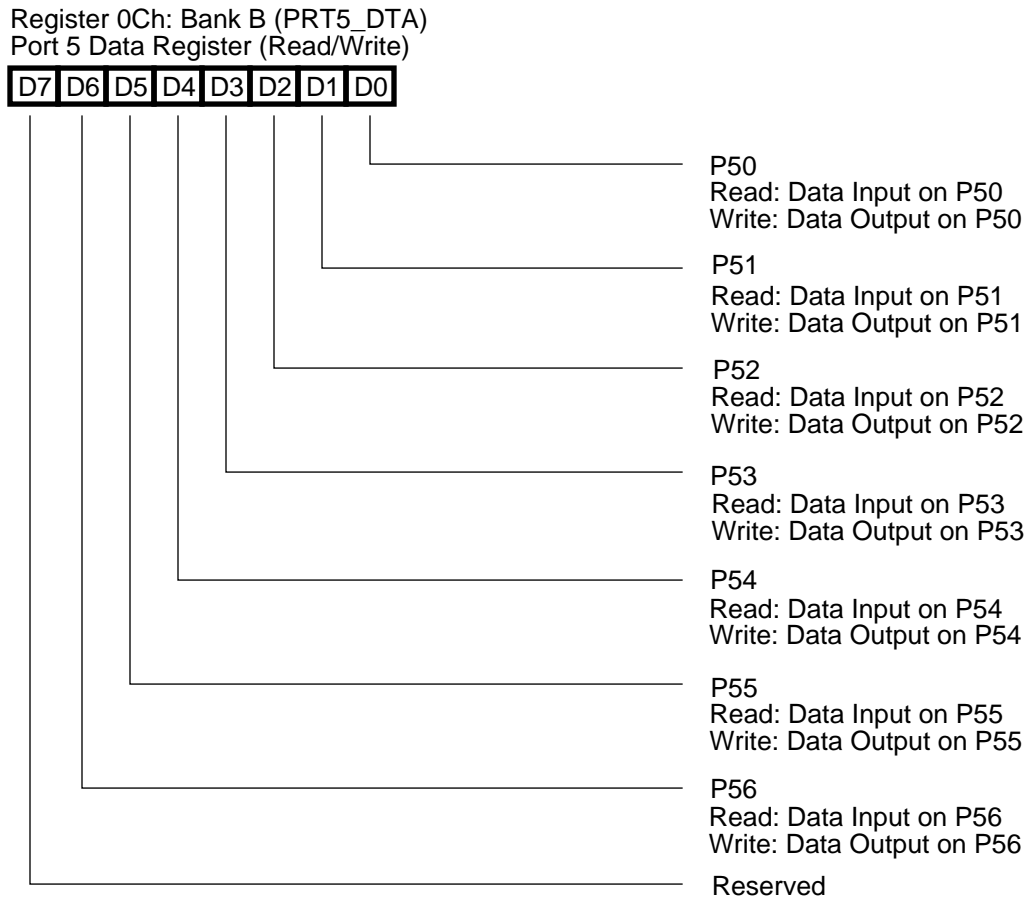 Register 0Ch: Bank B (PRT5_DTA)
Port 5 Data Register (Read/Write)
D7 D6 D5 D4 D3 D2 D1 D0
P50
Read: Data Input on P50
Write: Data Output on P50
P51
Read: Data Input on P51
Write: Data Output on P51
P52
Read: Data Input on P52
Write: Data Output on P52
P53
Read: Data Input on P53
Write: Data Output on P53
P54
Read: Data Input on P54
Write: Data Output on P54
P55
Read: Data Input on P55
Write: Data Output on P55
P56
Read: Data Input on P56
Write: Data Output on P56
Reserved